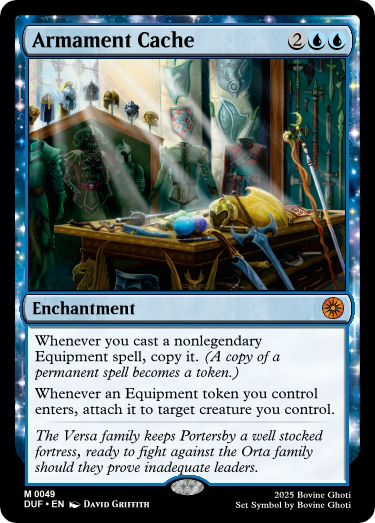 Armament Cache 2
Enchantment
Whenever you cast a nonlegendary
Equipment spell, copy it. (A copy of a
permanent spell becomes a token.)
Whenever an Equipment token you control
enters, attach it to target creature you control.
The Versa family keeps Portersby a well stocked
fortress, ready to fight against the Orta family
should they prove inadequate leaders.
M 0049
DUF • EN DAVID GRIFFITH
2025 Bovine Ghoti
Set Symbol by Bovine Ghoti